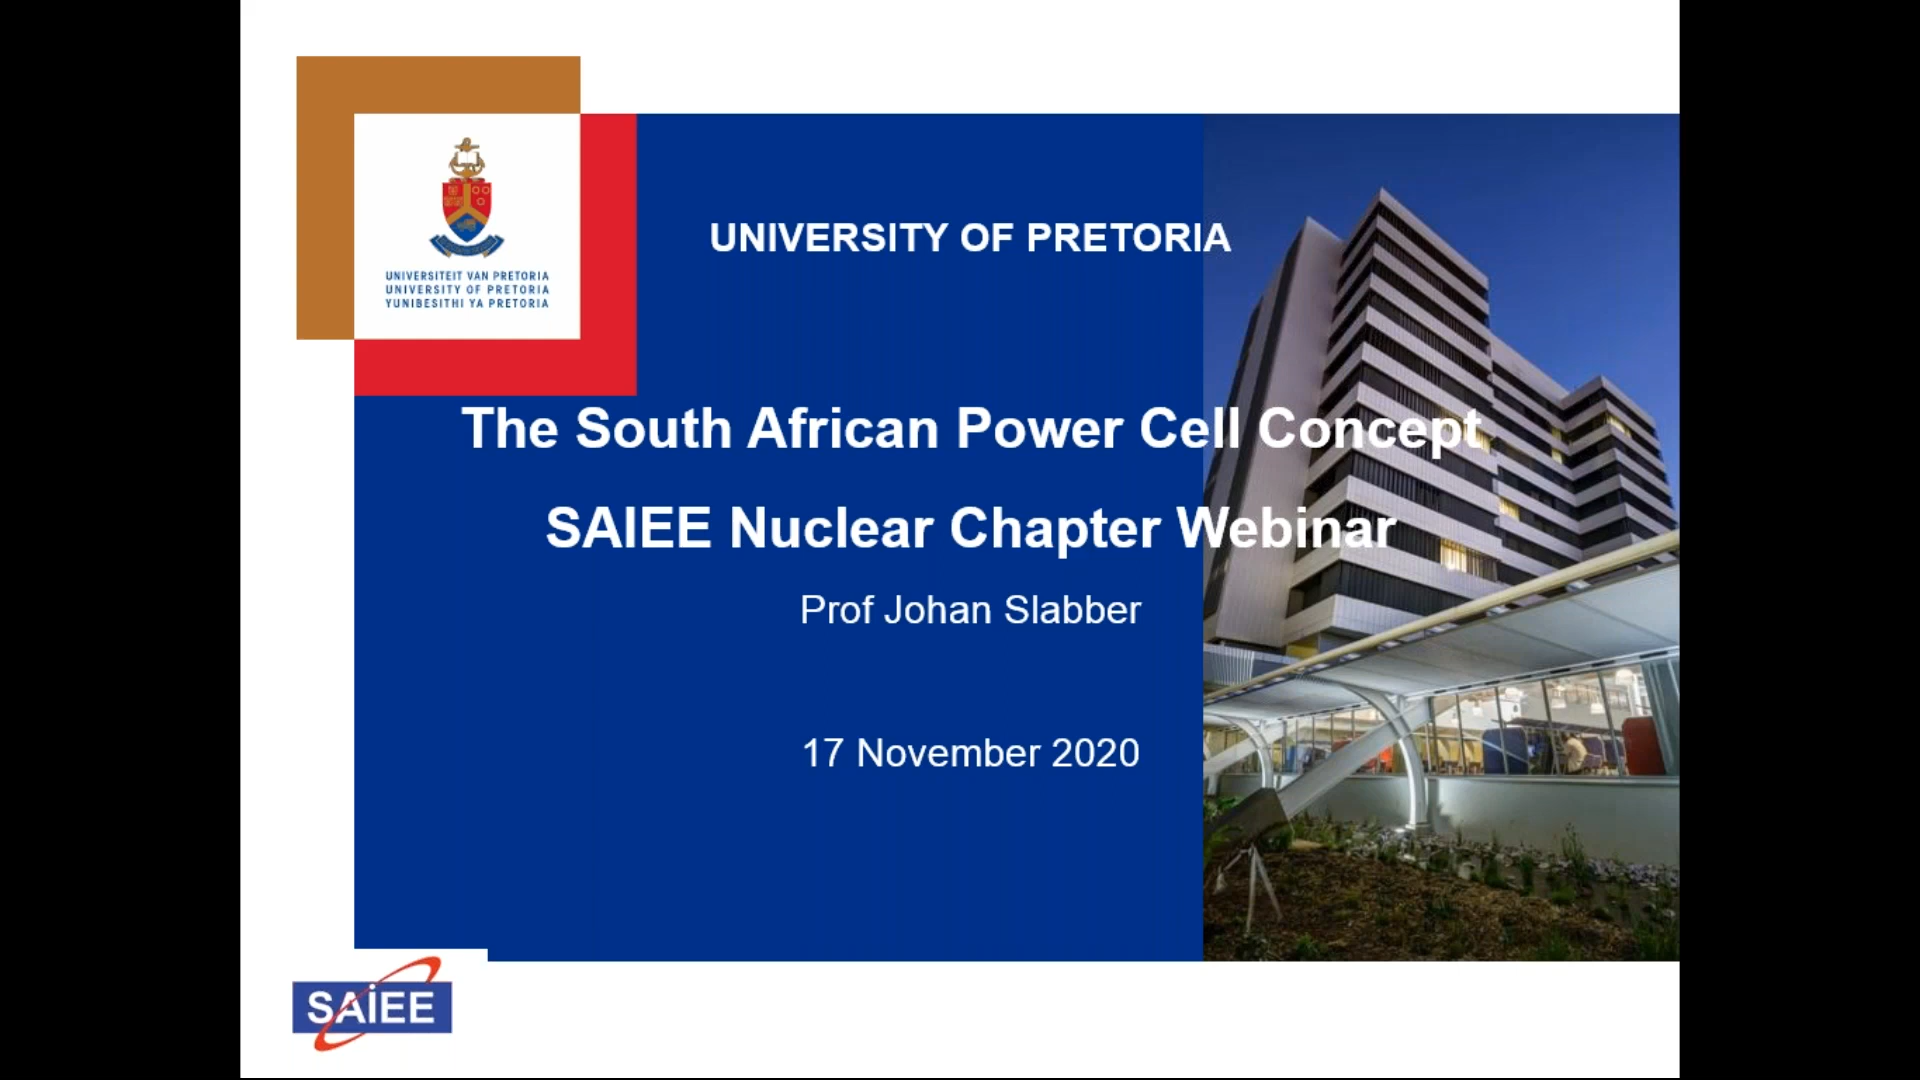 UNIVERSITEIT VAN PRETORIA
UNIVERSITY OF PRETORIA
YUNIBESITHI YA PRETORIA
UNIVERSITY OF PRETORIA
The South African Power Cell Concept
SAIEE Nuclear Chapter Webinar
Prof Johan Slabber
17 November 2020
SAiEE